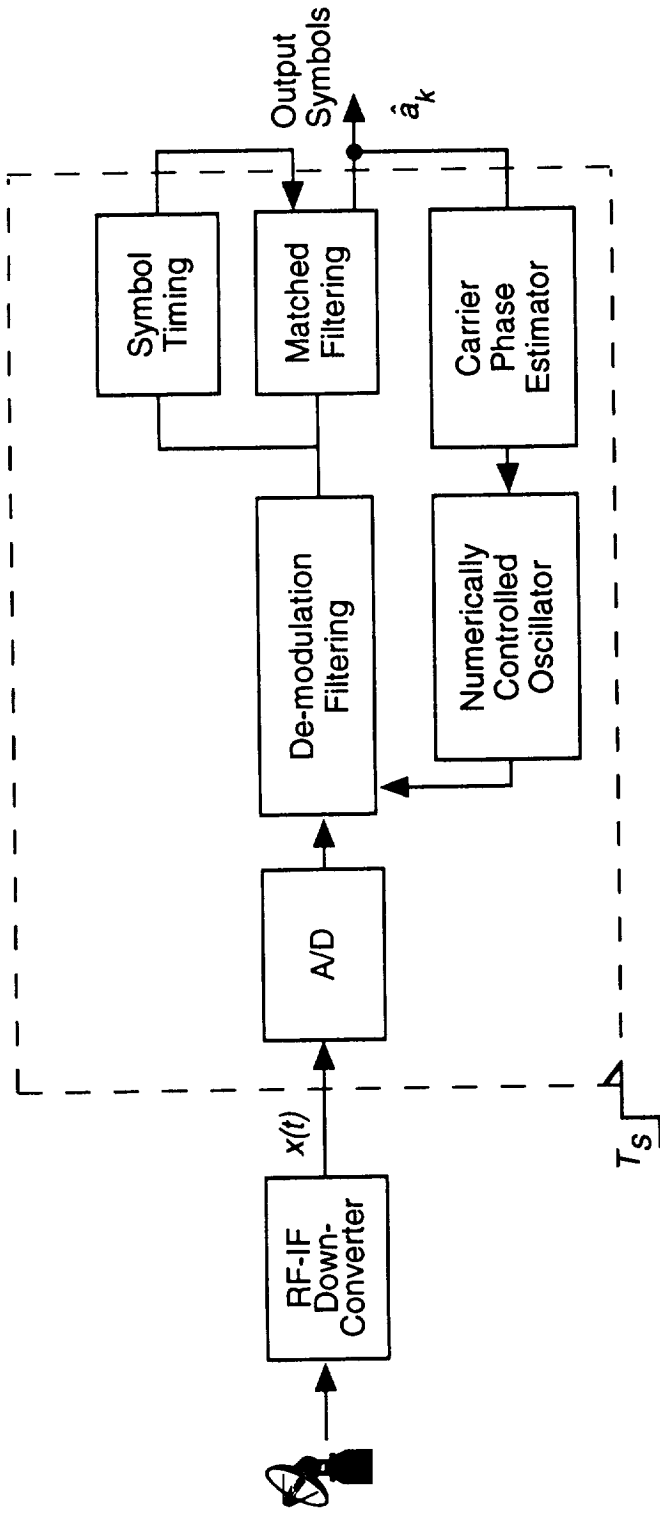 RF-IF
Down-
Converter
x(t)
A/D
De-modulation
Filtering
Symbol
Timing
Matched
Filtering
Output
Symbols
âₖ
Carrier
Phase
Estimator
Numerically
Controlled
Oscillator
Tₛ